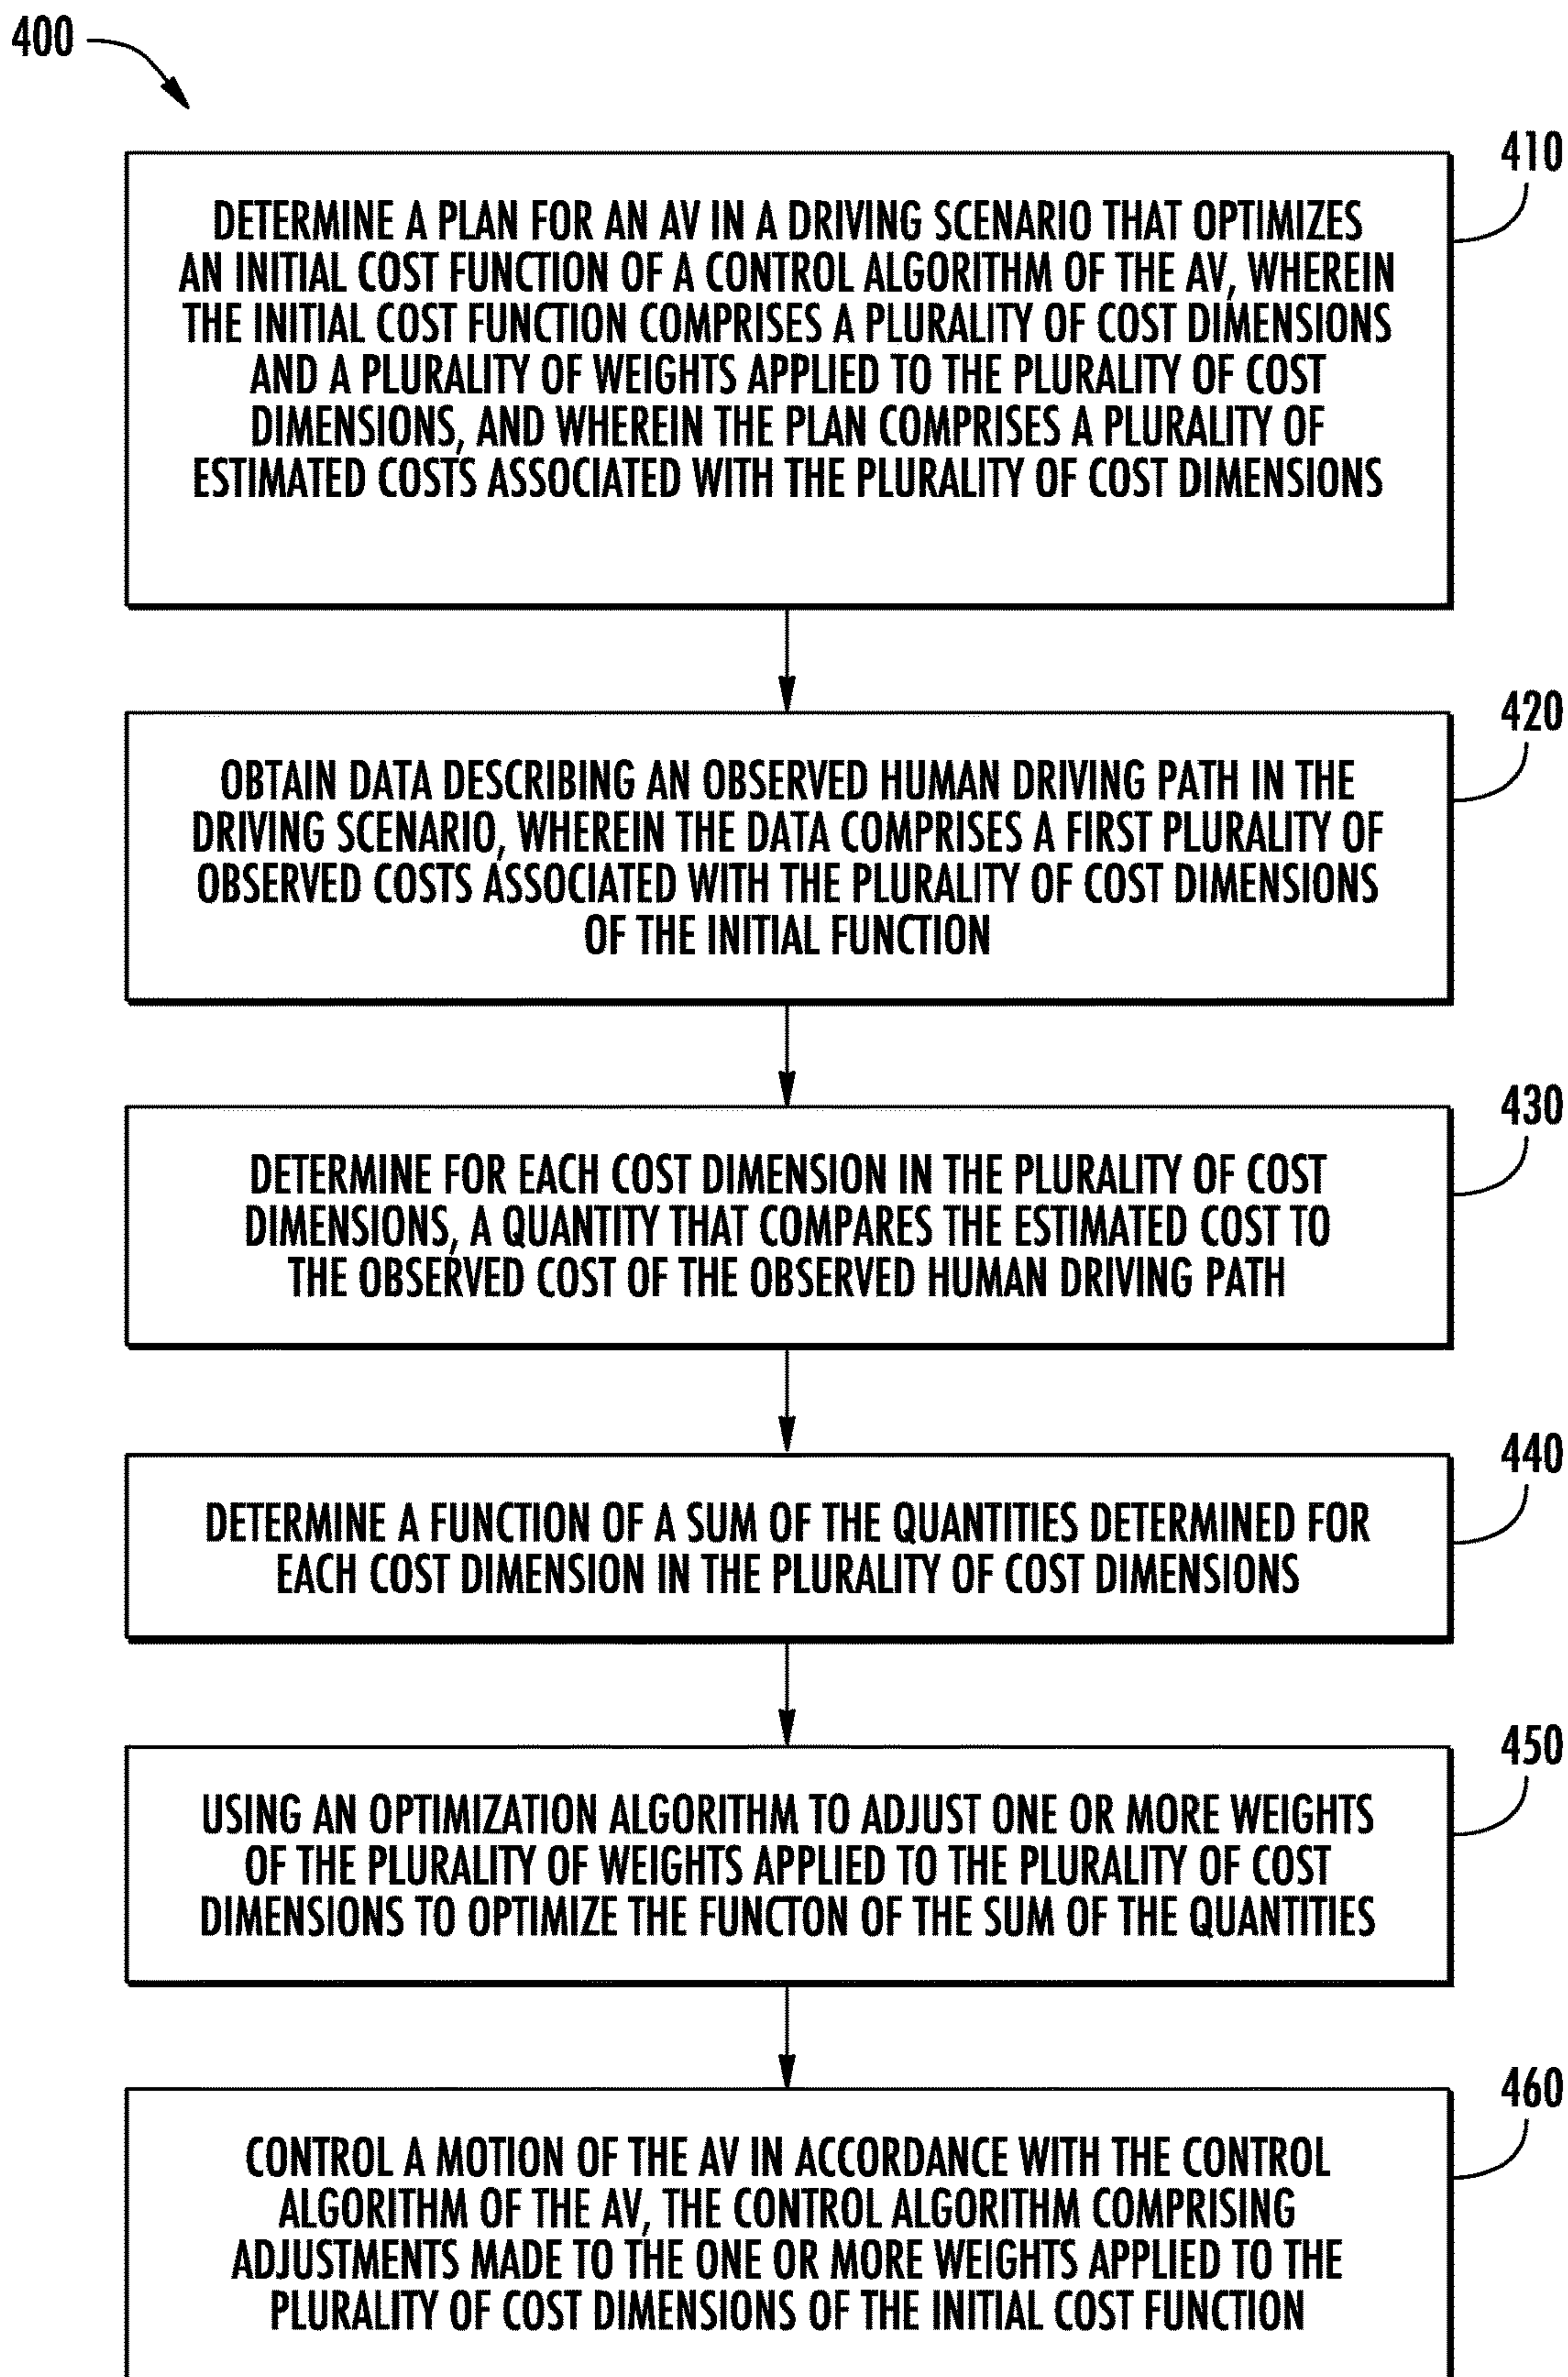 400
410
DETERMINE A PLAN FOR AN AV IN A DRIVING SCENARIO THAT OPTIMIZES
AN INITIAL COST FUNCTION OF A CONTROL ALGORITHM OF THE AV, WHEREIN
THE INITIAL COST FUNCTION COMPRISES A PLURALITY OF COST DIMENSIONS
AND A PLURALITY OF WEIGHTS APPLIED TO THE PLURALITY OF COST
DIMENSIONS, AND WHEREIN THE PLAN COMPRISES A PLURALITY OF
ESTIMATED COSTS ASSOCIATED WITH THE PLURALITY OF COST DIMENSIONS
420
OBTAIN DATA DESCRIBING AN OBSERVED HUMAN DRIVING PATH IN THE
DRIVING SCENARIO, WHEREIN THE DATA COMPRISES A FIRST PLURALITY OF
OBSERVED COSTS ASSOCIATED WITH THE PLURALITY OF COST DIMENSIONS
OF THE INITIAL FUNCTION
430
DETERMINE FOR EACH COST DIMENSION IN THE PLURALITY OF COST
DIMENSIONS, A QUANTITY THAT COMPARES THE ESTIMATED COST TO
THE OBSERVED COST OF THE OBSERVED HUMAN DRIVING PATH
440
DETERMINE A FUNCTION OF A SUM OF THE QUANTITIES DETERMINED FOR
EACH COST DIMENSION IN THE PLURALITY OF COST DIMENSIONS
450
USING AN OPTIMIZATION ALGORITHM TO ADJUST ONE OR MORE WEIGHTS
OF THE PLURALITY OF WEIGHTS APPLIED TO THE PLURALITY OF COST
DIMENSIONS TO OPTIMIZE THE FUNCTON OF THE SUM OF THE QUANTITIES
460
CONTROL A MOTION OF THE AV IN ACCORDANCE WITH THE CONTROL
ALGORITHM OF THE AV, THE CONTROL ALGORITHM COMPRISING
ADJUSTMENTS MADE TO THE ONE OR MORE WEIGHTS APPLIED TO THE
PLURALITY OF COST DIMENSIONS OF THE INITIAL COST FUNCTION